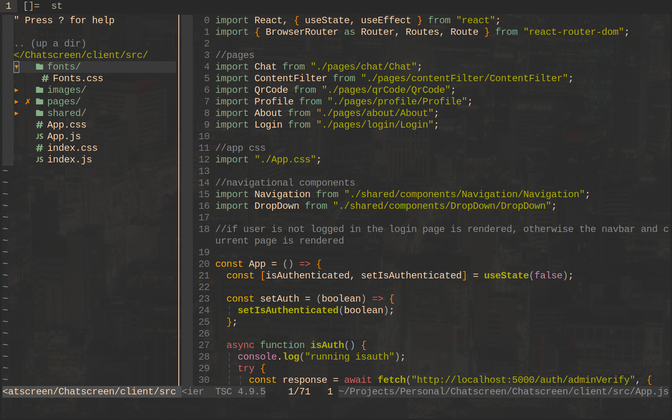 1 []= st
" Press ? for help
.. (up a dir)
</Chatscreen/client/src/
▾ fonts/
# Fonts.css
▸ images/
▸ ✗ pages/
▸ shared/
# App.css
JS App.js
# index.css
JS index.js
0 import React, { useState, useEffect } from "react";
1 import { BrowserRouter as Router, Routes, Route } from "react-router-dom";
2
3 //pages
4 import Chat from "./pages/chat/Chat";
5 import ContentFilter from "./pages/contentFilter/ContentFilter";
6 import QrCode from "./pages/qrCode/QrCode";
7 import Profile from "./pages/profile/Profile";
8 import About from "./pages/about/About";
9 import Login from "./pages/login/Login";
10
11 //app css
12 import "./App.css";
13
14 //navigational components
15 import Navigation from "./shared/components/Navigation/Navigation";
16 import DropDown from "./shared/components/DropDown/DropDown";
17
18 //if user is not logged in the login page is rendered, otherwise the navbar and c
urrent page is rendered
19
20 const App = () => {
21 const [isAuthenticated, setIsAuthenticated] = useState(false);
22
23 const setAuth = (boolean) => {
24 setIsAuthenticated(boolean);
25 };
26
27 async function isAuth() {
28 console.log("running isauth");
29 try {
30 const response = await fetch("http://localhost:5000/auth/adminVerify", {
<atscreen/Chatscreen/client/src <ier TSC 4.9.5 1/71 1 ~/Projects/Personal/Chatscreen/Chatscreen/client/src/App.js